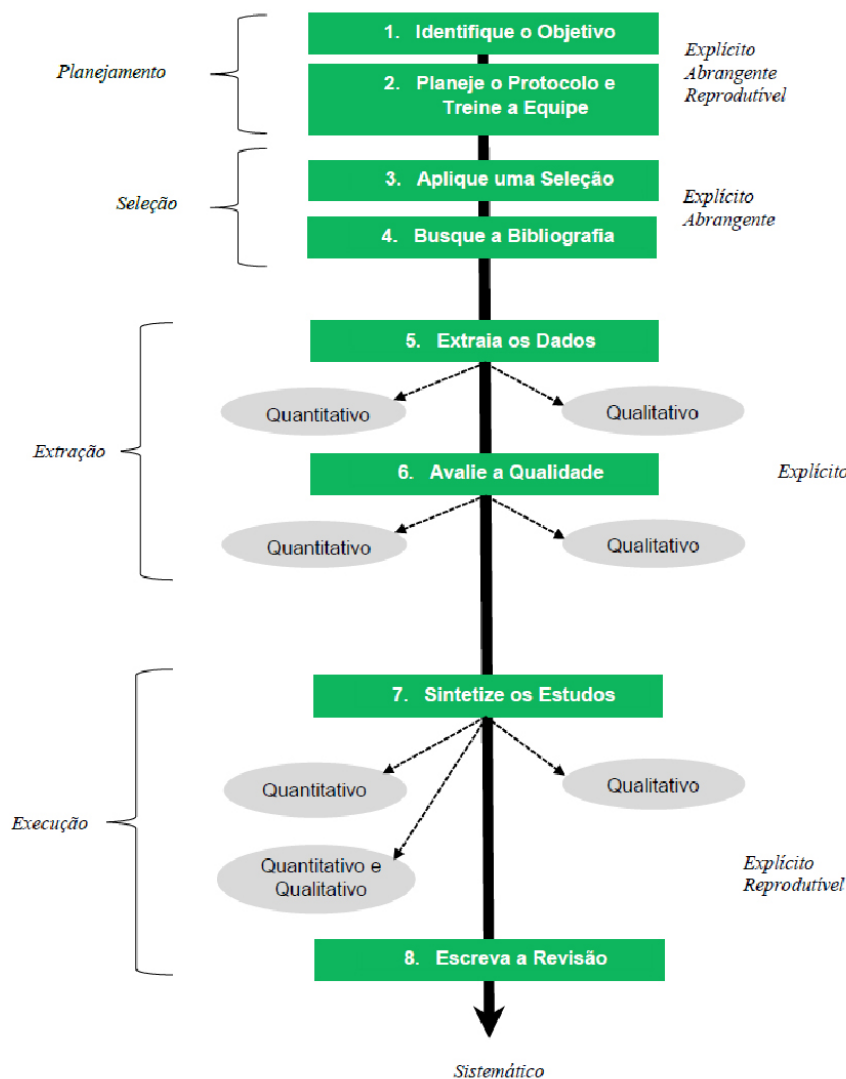 Planejamento
1. Identifique o Objetivo
2. Planeje o Protocolo e
Treine a Equipe
Explícito
Abrangente
Reprodutível
Seleção
3. Aplique uma Seleção
4. Busque a Bibliografia
Explícito
Abrangente
Extração
5. Extraia os Dados
Quantitativo
Qualitativo
6. Avalie a Qualidade
Quantitativo
Qualitativo
Explícito
Execução
7. Sintetize os Estudos
Quantitativo
Qualitativo
Quantitativo e
Qualitativo
Explícito
Reprodutível
8. Escreva a Revisão
Sistemático